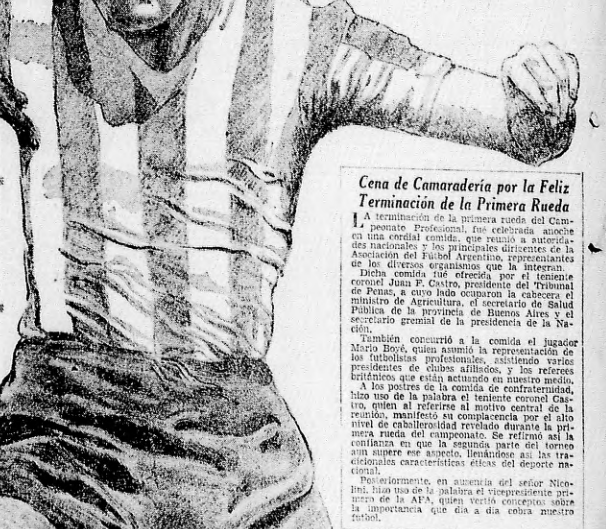 Cena de Camaradería por la Feliz
Terminación de la Primera Rueda
LA terminación de la primera rueda del Cam-
peonato Profesional, fué celebrada anoche
en una cordial comida, que reunió a autorida-
des nacionales y los principales dirigentes de la
Asociación del Fútbol Argentino, representantes
de los diversos organismos que la integran.
Dicha comida fué ofrecida por el teniente
coronel Juan F. Castro, presidente del Tribunal
de Penas, a cuyo lado ocuparon la cabecera el
ministro de Agricultura, el secretario de Salud
Pública de la provincia de Buenos Aires y el
secretario gremial de la presidencia de la Na-
ción.
También concurrió a la comida el jugador
Mario Boyé, quien asumió la representación de
los futbolistas profesionales, asistiendo varios
presidentes de clubes afiliados, y los referees
británicos que están actuando en nuestro medio.
A los postres de la comida de confraternidad,
hizo uso de la palabra el teniente coronel Cas-
tro, quien al referirse al motivo central de la
reunión, manifestó su complacencia por el alto
nivel de caballerosidad revelado durante la pri-
mera rueda del campeonato. Se refirmó así la
confianza en que la segunda parte del torneo
aun supere ese aspecto, llenándose así las tra-
dicionales características éticas del deporte na-
cional.
Posteriormente, en ausencia del señor Nico-
lini, hizo uso de la palabra el vicepresidente pri-
mero de la AFA, quien vertió conceptos sobre
la importancia que día a día cobra nuestro
fútbol.